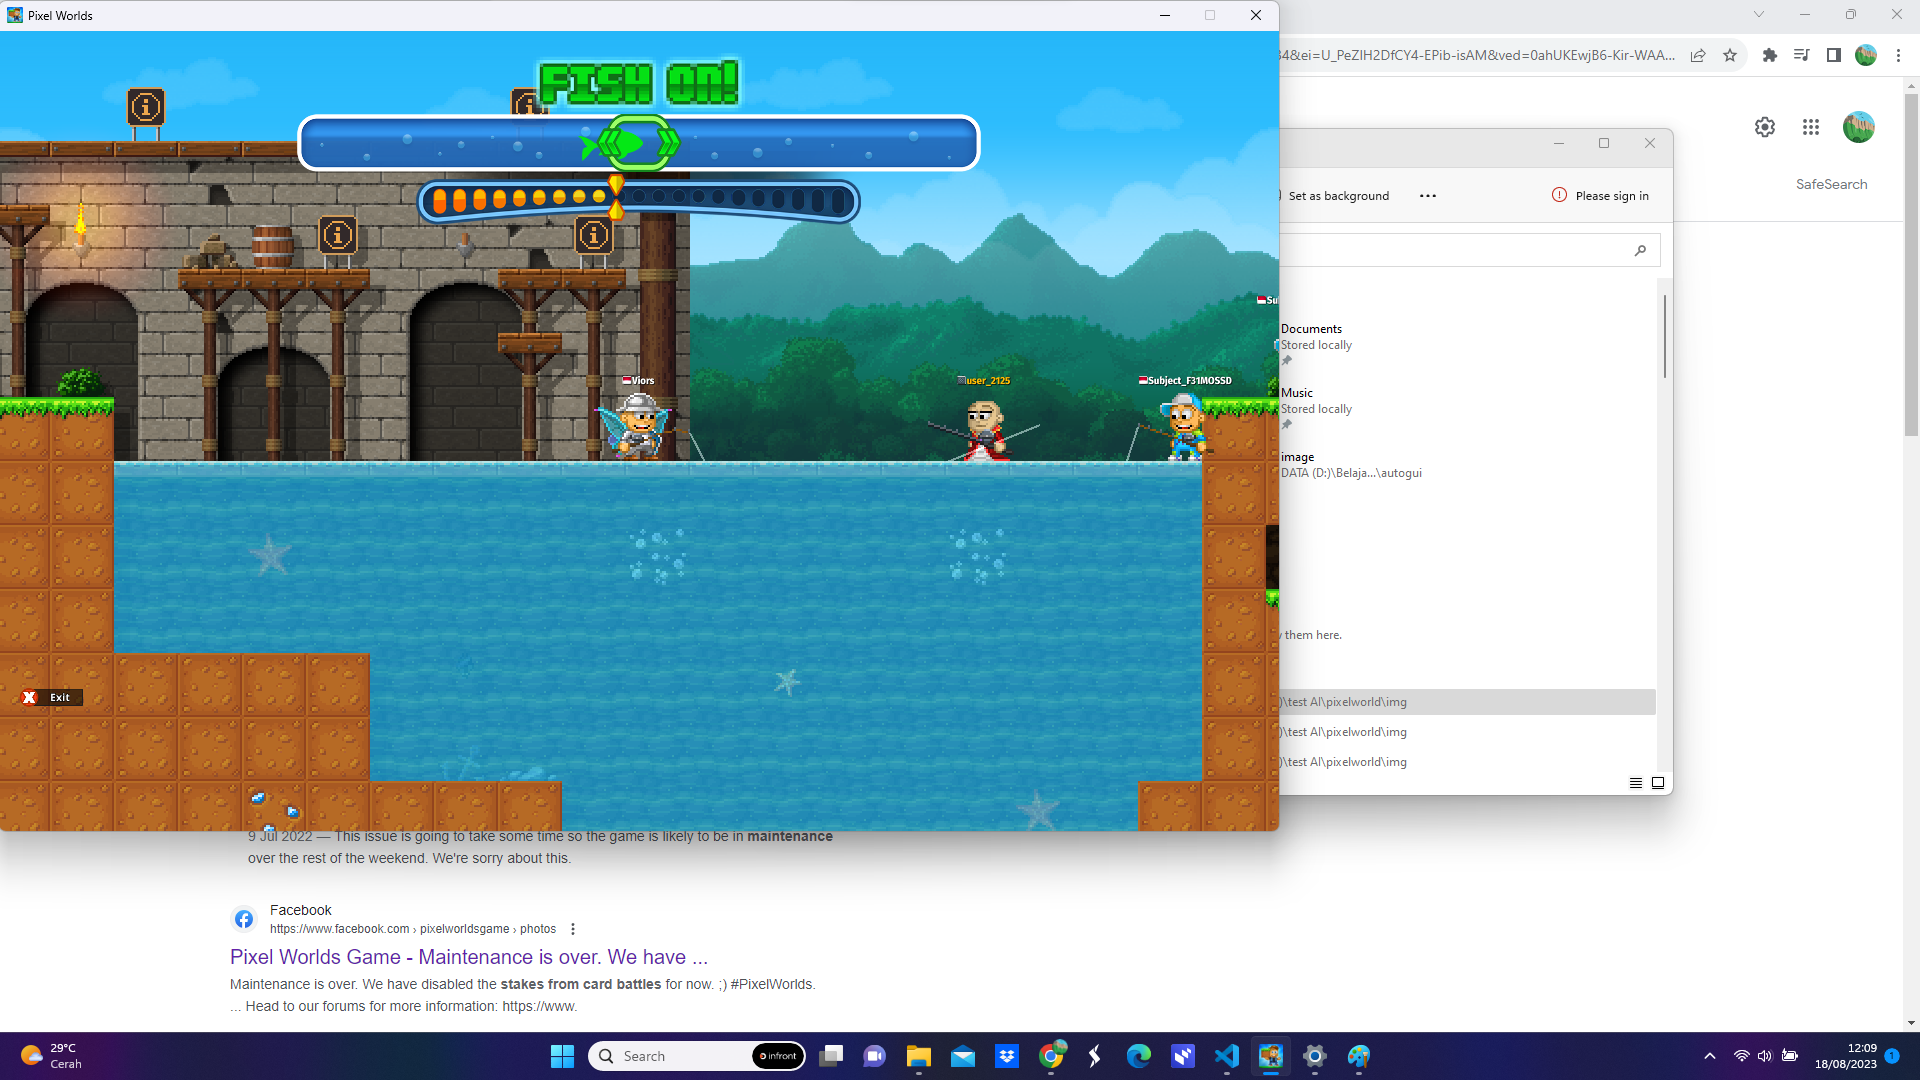 Pixel Worlds
34&ei=U_PeZIH2DfCY4-EPib-isAM&ved=0ahUKEwjB6-Kir-WAA...
FISH ON!
SafeSearch
Set as background
Please sign in
Documents
Stored locally
Music
Stored locally
image
DATA (D:)\Belaja...\autogui
Viors
user_2125
Subject_F31MOSSD
Su
them here.
Exit
)\test AI\pixelworld\img
)\test AI\pixelworld\img
)\test AI\pixelworld\img
9 Jul 2022 — This issue is going to take some time so the game is likely to be in maintenance
over the rest of the weekend. We're sorry about this.
Facebook
https://www.facebook.com › pixelworldsgame › photos
Pixel Worlds Game - Maintenance is over. We have ...
Maintenance is over. We have disabled the stakes from card battles for now. ;) #PixelWorlds.
... Head to our forums for more information: https://www.
29°C
Cerah
Search
infront
12:09
18/08/2023
1